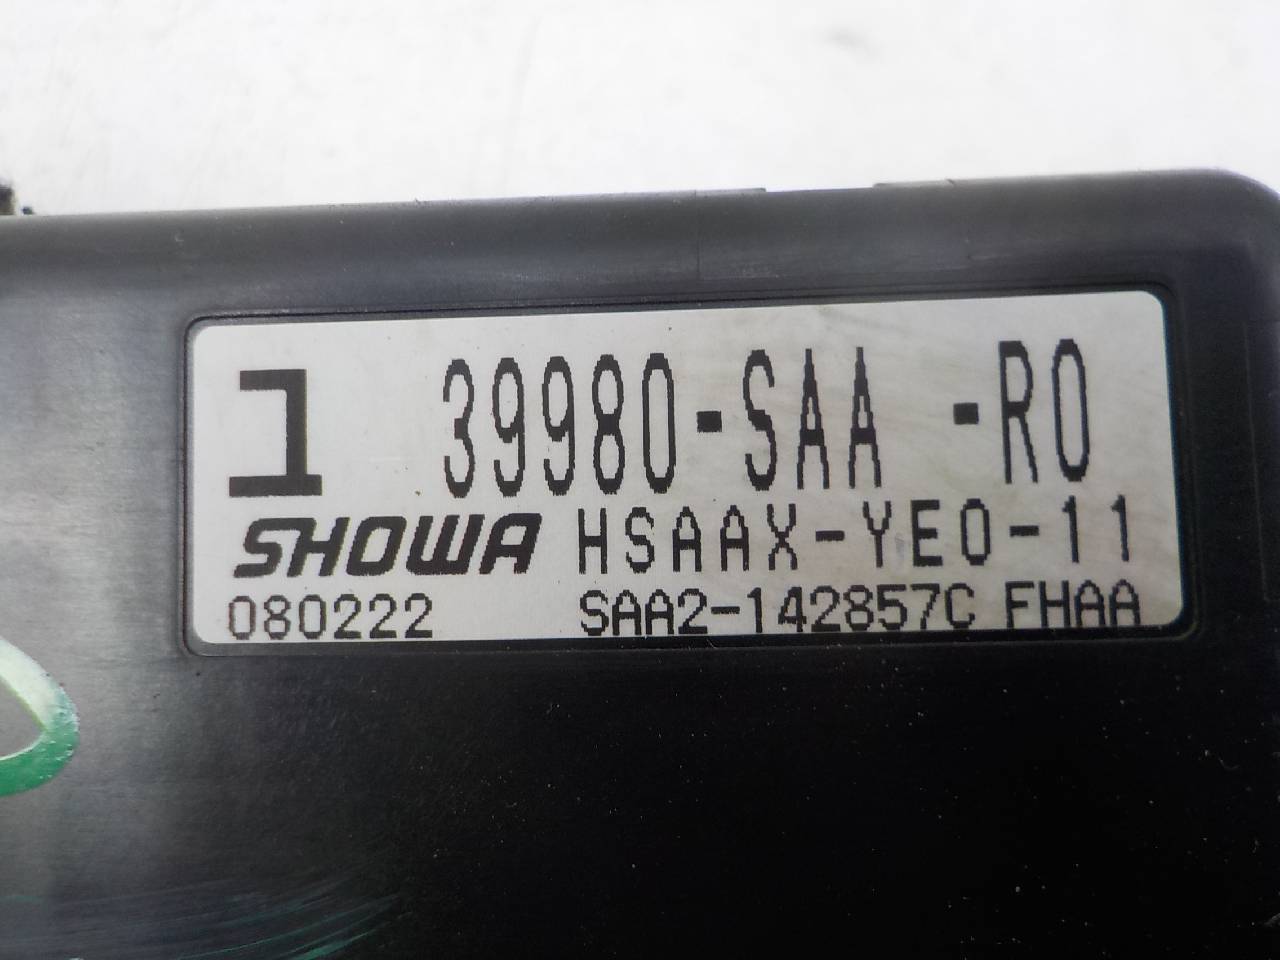 1 39980-SAA -R0
SHOWA HSAAX-YE0-11
080222 SAA2-142857C FHAA